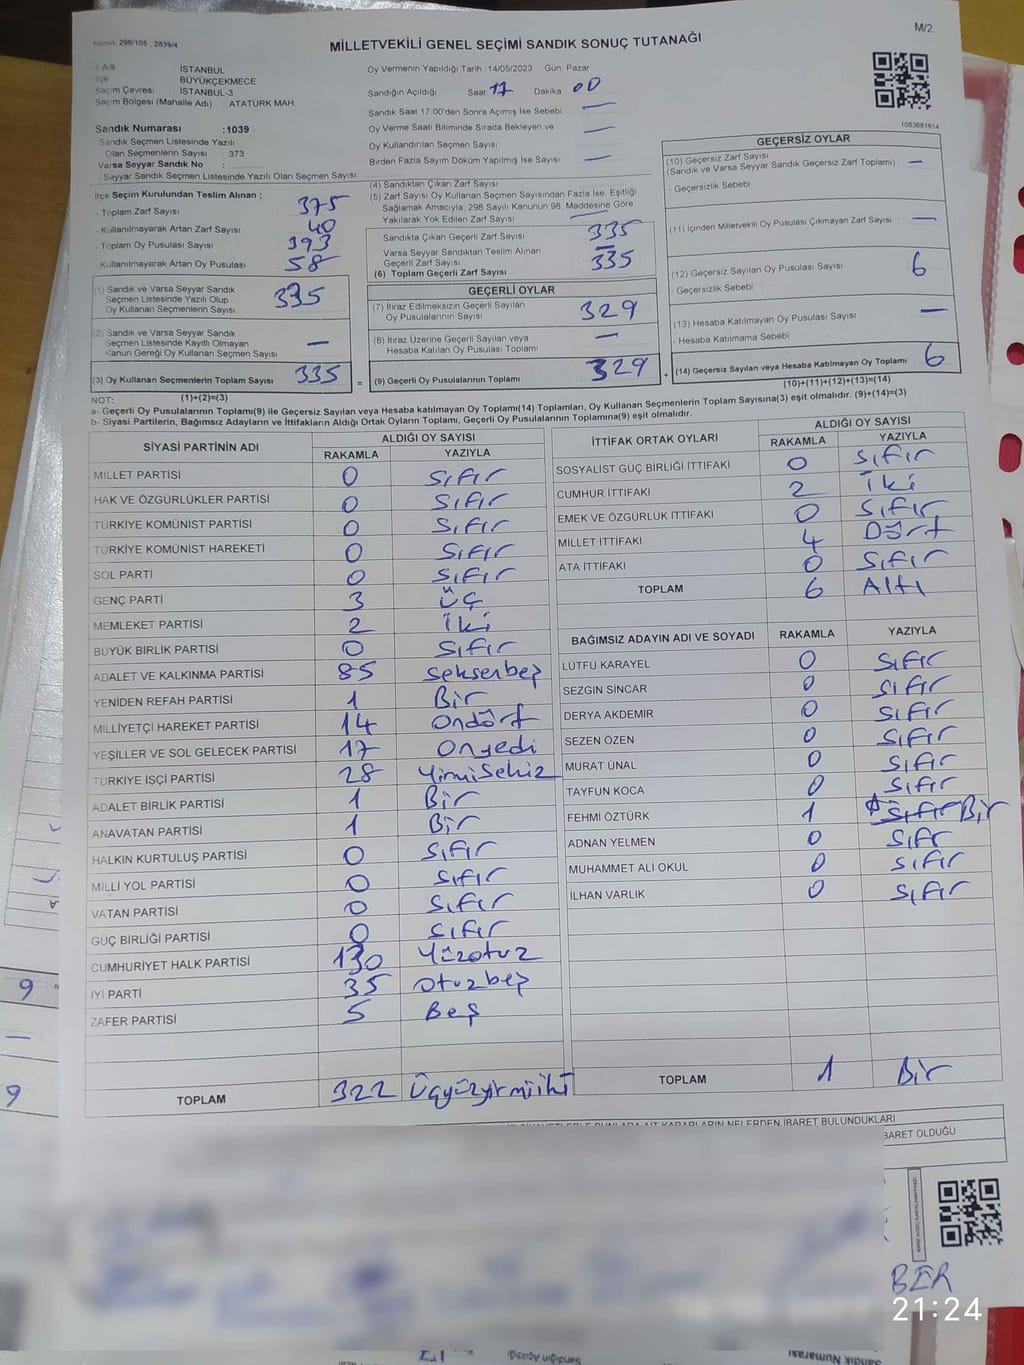 Kanun: 298/105 , 2839/4
M/2
MİLLETVEKİLİ GENEL SEÇİMİ SANDIK SONUÇ TUTANAĞI
İl Adı : İSTANBUL
İlçe : BÜYÜKÇEKMECE
Seçim Çevresi : İSTANBUL-3
Seçim Bölgesi (Mahalle Adı) : ATATÜRK MAH.
Sandık Numarası :1039
Sandık Seçmen Listesinde Yazılı
Olan Seçmenlerin Sayısı : 373
Varsa Seyyar Sandık No :
- Seyyar Sandık Seçmen Listesinde Yazılı Olan Seçmen Sayısı:
Oy Vermenin Yapıldığı Tarih :14/05/2023 Gün: Pazar
Sandığın Açıldığı Saat 17 Dakika 00
Sandık Saat 17:00'den Sonra Açımış İse Sebebi —
Oy Verme Saati Bitiminde Sırada Bekleyen ve
Oy Kullandırılan Seçmen Sayısı —
Birden Fazla Sayım Döküm Yapılmış İse Sayısı —
1053681614
İlçe Seçim Kurulundan Teslim Alınan ;
- Toplam Zarf Sayısı 375
- Kullanılmayarak Artan Zarf Sayısı 40
- Toplam Oy Pusulası Sayısı 393
- Kullanılmayarak Artan Oy Pusulası 58
(1) Sandık ve Varsa Seyyar Sandık
Seçmen Listesinde Yazılı Olup
Oy Kullanan Seçmenlerin Sayısı 335
(2) Sandık ve Varsa Seyyar Sandık
Seçmen Listesinde Kayıtlı Olmayan
Kanun Gereği Oy Kullanan Seçmen Sayısı —
(3) Oy Kullanan Seçmenlerin Toplam Sayısı 335
(1)+(2)=(3)
(4) Sandıktan Çıkan Zarf Sayısı
(5) Zarf Sayısı Oy Kullanan Seçmen Sayısından Fazla İse, Eşitliği
Sağlamak Amacıyla, 298 Sayılı Kanunun 98. Maddesine Göre
Yakılarak Yok Edilen Zarf Sayısı —
Sandıkta Çıkan Geçerli Zarf Sayısı 335
Varsa Seyyar Sandıktan Teslim Alınan
Geçerli Zarf Sayısı —
(6) Toplam Geçerli Zarf Sayısı 335
GEÇERLİ OYLAR
(7) İtiraz Edilmeksizin Geçerli Sayılan
Oy Pusulalarının Sayısı 329
(8) İtiraz Üzerine Geçerli Sayılan veya
Hesaba Katılan Oy Pusulası Toplamı —
= (9) Geçerli Oy Pusulalarının Toplamı 329
GEÇERSİZ OYLAR
(10) Geçersiz Zarf Sayısı
(Sandık ve Varsa Seyyar Sandık Geçersiz Zarf Toplamı) —
- Geçersizlik Sebebi
(11) İçinden Milletvekili Oy Pusulası Çıkmayan Zarf Sayısı —
(12) Geçersiz Sayılan Oy Pusulası Sayısı 6
- Geçersizlik Sebebi
(13) Hesaba Katılmayan Oy Pusulası Sayısı —
- Hesaba Katılmama Sebebi
+ (14) Geçersiz Sayılan veya Hesaba Katılmayan Oy Toplamı 6
(10)+(11)+(12)+(13)=(14)
NOT:
a- Geçerli Oy Pusulalarının Toplamı(9) ile Geçersiz Sayılan veya Hesaba katılmayan Oy Toplamı(14) Toplamları, Oy Kullanan Seçmenlerin Toplam Sayısına(3) eşit olmalıdır. (9)+(14)=(3)
b- Siyasi Partilerin, Bağımsız Adayların ve İttifakların Aldığı Ortak Oyların Toplamı, Geçerli Oy Pusulalarının Toplamına(9) eşit olmalıdır.
SİYASİ PARTİNİN ADI ALDIĞI OY SAYISI
RAKAMLA YAZIYLA
MİLLET PARTİSİ 0 Sıfır
HAK VE ÖZGÜRLÜKLER PARTİSİ 0 Sıfır
TÜRKİYE KOMÜNİST PARTİSİ 0 Sıfır
TÜRKİYE KOMÜNİST HAREKETİ 0 Sıfır
SOL PARTİ 0 Sıfır
GENÇ PARTİ 3 Üç
MEMLEKET PARTİSİ 2 İki
BÜYÜK BİRLİK PARTİSİ 0 Sıfır
ADALET VE KALKINMA PARTİSİ 85 Seksenbeş
YENİDEN REFAH PARTİSİ 1 Bir
MİLLİYETÇİ HAREKET PARTİSİ 14 Ondört
YEŞİLLER VE SOL GELECEK PARTİSİ 17 Onyedi
TÜRKİYE İŞÇİ PARTİSİ 28 Yirmisekiz
ADALET BİRLİK PARTİSİ 1 Bir
ANAVATAN PARTİSİ 1 Bir
HALKIN KURTULUŞ PARTİSİ 0 Sıfır
MİLLİ YOL PARTİSİ 0 Sıfır
VATAN PARTİSİ 0 Sıfır
GÜÇ BİRLİĞİ PARTİSİ 0 Sıfır
CUMHURİYET HALK PARTİSİ 130 Yüzotuz
İYİ PARTİ 35 Otuzbeş
ZAFER PARTİSİ 5 Beş
TOPLAM 322 Üçyüzyirmiiki
İTTİFAK ORTAK OYLARI ALDIĞI OY SAYISI
RAKAMLA YAZIYLA
SOSYALİST GÜÇ BİRLİĞİ İTTİFAKI 0 Sıfır
CUMHUR İTTİFAKI 2 İki
EMEK VE ÖZGÜRLÜK İTTİFAKI 0 Sıfır
MİLLET İTTİFAKI 4 Dört
ATA İTTİFAKI 0 Sıfır
TOPLAM 6 Altı
BAĞIMSIZ ADAYIN ADI VE SOYADI RAKAMLA YAZIYLA
LÜTFÜ KARAYEL 0 Sıfır
SEZGİN SİNCAR 0 Sıfır
DERYA AKDEMİR 0 Sıfır
SEZEN ÖZEN 0 Sıfır
MURAT ÜNAL 0 Sıfır
TAYFUN KOCA 0 Sıfır
FEHMİ ÖZTÜRK 1 Sıfır Bir
ADNAN YELMEN 0 Sıfr
MUHAMMET ALİ OKUL 0 Sıfır
İLHAN VARLIK 0 Sıfır
TOPLAM 1 Bir
BARET OLDUĞU
BER
21:24
9
9
Sandığın Açıldığı
Sandık Numarası